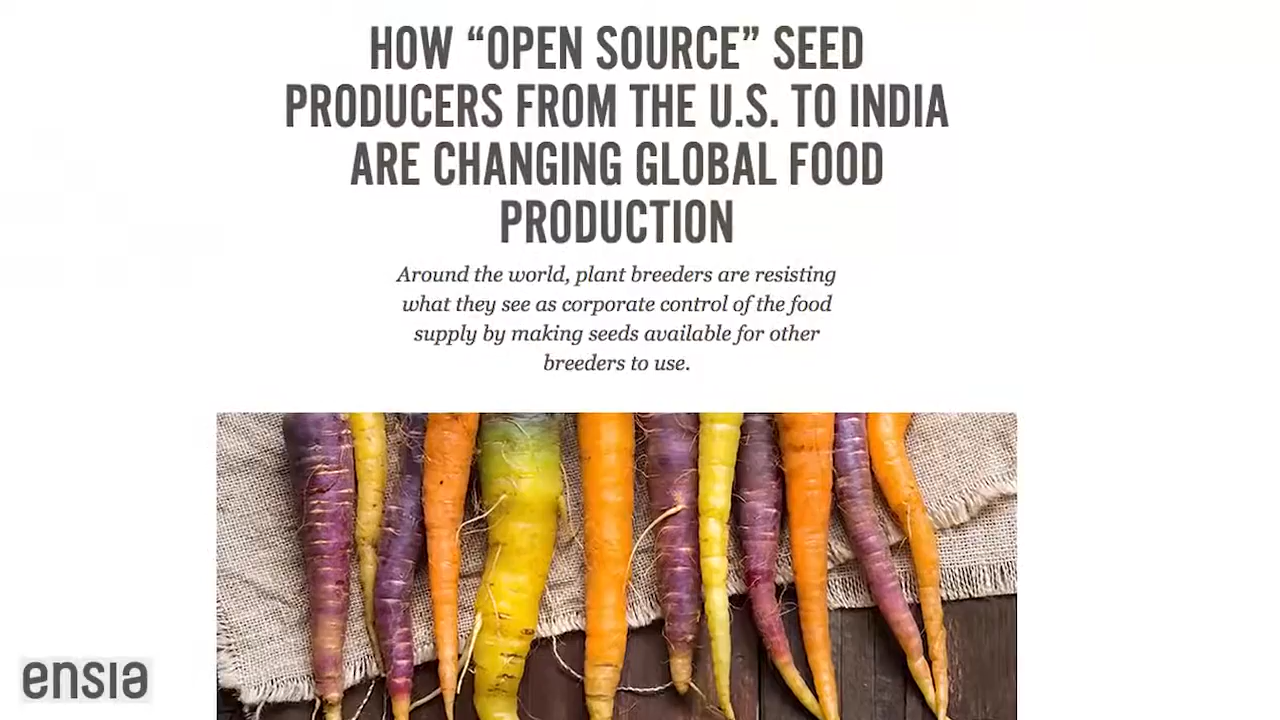 HOW “OPEN SOURCE” SEED
PRODUCERS FROM THE U.S. TO INDIA
ARE CHANGING GLOBAL FOOD
PRODUCTION
Around the world, plant breeders are resisting
what they see as corporate control of the food
supply by making seeds available for other
breeders to use.
ensia